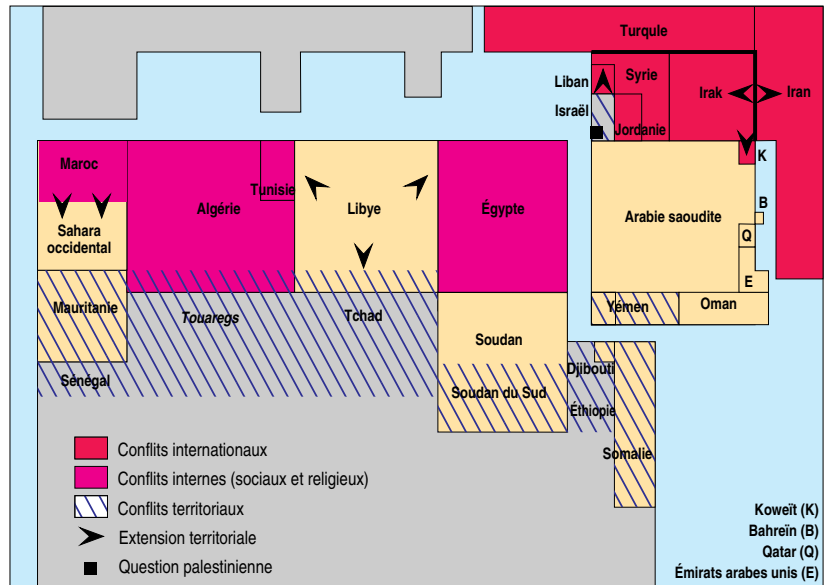 Turqule
Liban
Syrie
Irak
Iran
Israël
Jordanie
Maroc
K
Tunisie
Algérie
Libye
Égypte
Arabie saoudite
B
Sahara
occidental
Q
E
Mauritanie
Touaregs
Tchad
Yémen
Oman
Soudan
Sénégal
Djibouti
Soudan du Sud
Éthiopie
Somalie
Conflits internationaux
Conflits internes (sociaux et religieux)
Conflits territoriaux
Extension territoriale
Question palestinienne
Koweït (K)
Bahreïn (B)
Qatar (Q)
Émirats arabes unis (E)